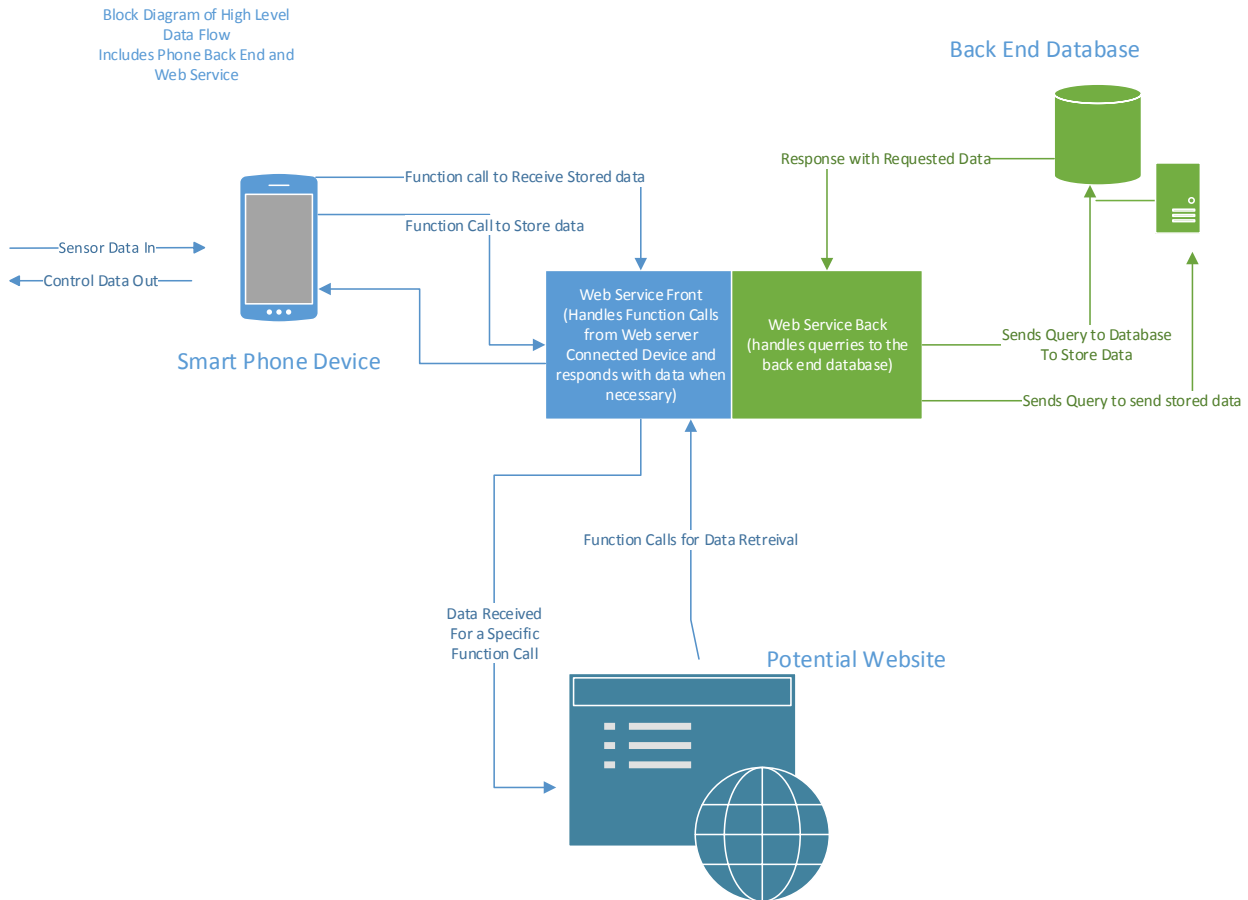 Block Diagram of High Level
Data Flow
Includes Phone Back End and
Web Service
Back End Database
Response with Requested Data
Function call to Receive Stored data
Function Call to Store data
Sensor Data In
Control Data Out
Smart Phone Device
Web Service Front
(Handles Function Calls
from Web server
Connected Device and
responds with data when
necessary)
Web Service Back
(handles querries to the
back end database)
Sends Query to Database
To Store Data
Sends Query to send stored data
Function Calls for Data Retreival
Data Received
For a Specific
Function Call
Potential Website